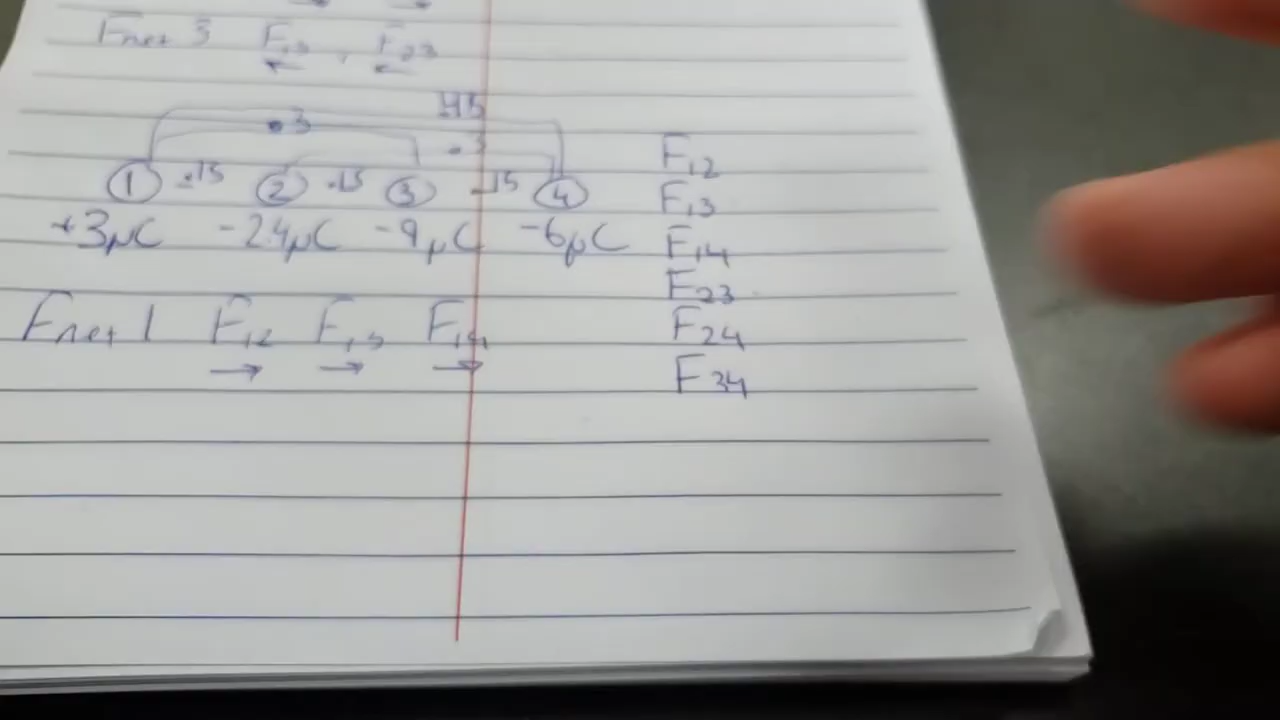 Fnet 3 F13 , F23
← ←
.45
.3
.3
1 .15 2 .15 3 .15 4
+3μC -24μC -9μC -6μC
Fnet 1 F12 F13 F14
→ → →
F12
F13
F14
F23
F24
F34